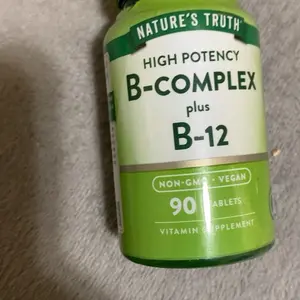 NATURE'S TRUTH®
HIGH POTENCY
B-COMPLEX
plus
B-12
NON-GMO • VEGAN
90 TABLETS
VITAMIN SUPPLEMENT